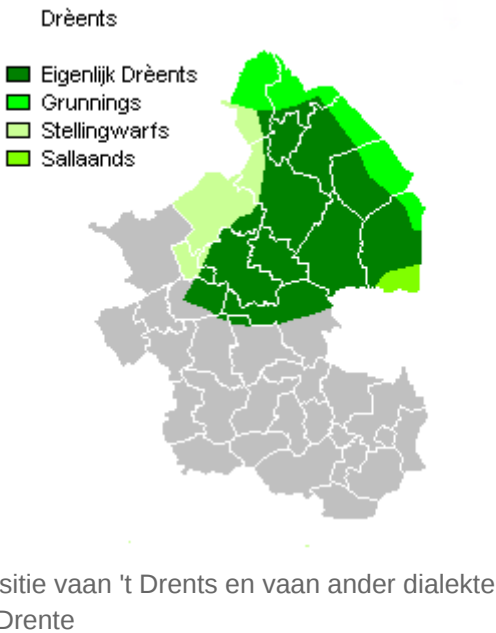 Drèents
Eigenlijk Drèents
Grunnings
Stellingwarfs
Sallaands
sitie vaan 't Drents en vaan ander dialekte
Drente